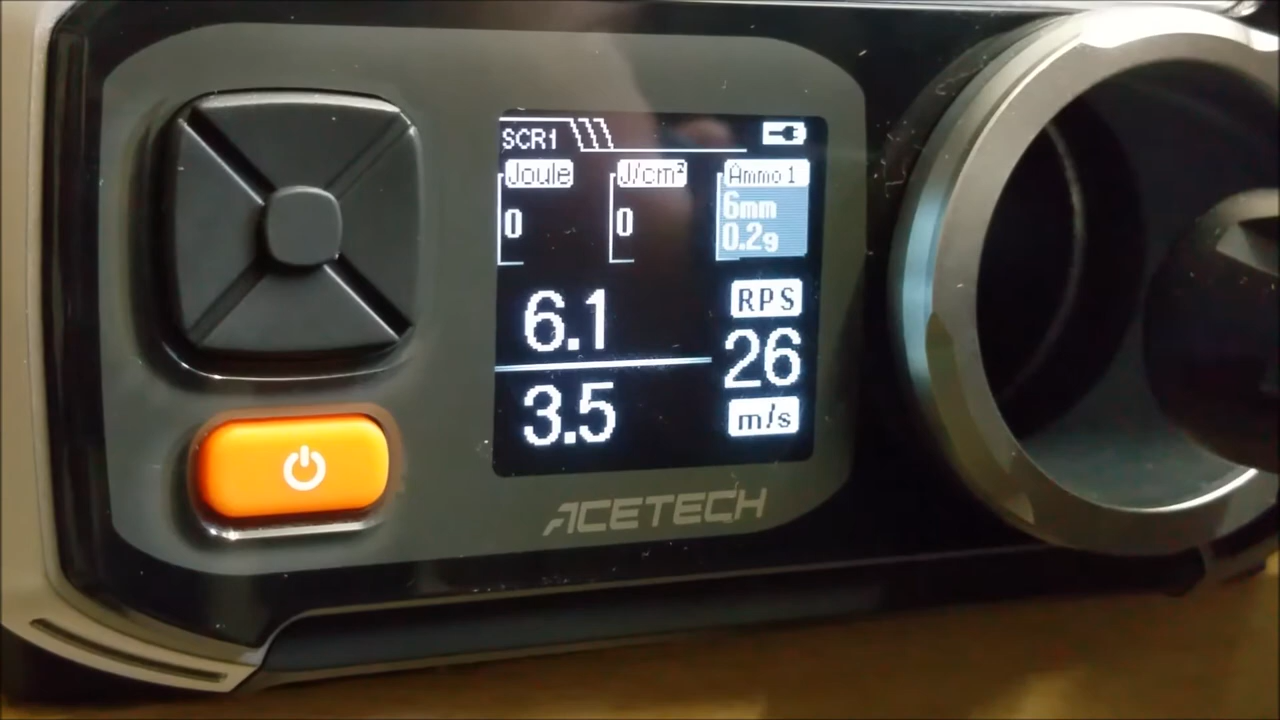 SCR1
Joule J/cm² Ammo 1
0 0 6mm
0.2g
6.1 RPS
26
3.5 m/s
ACETECH